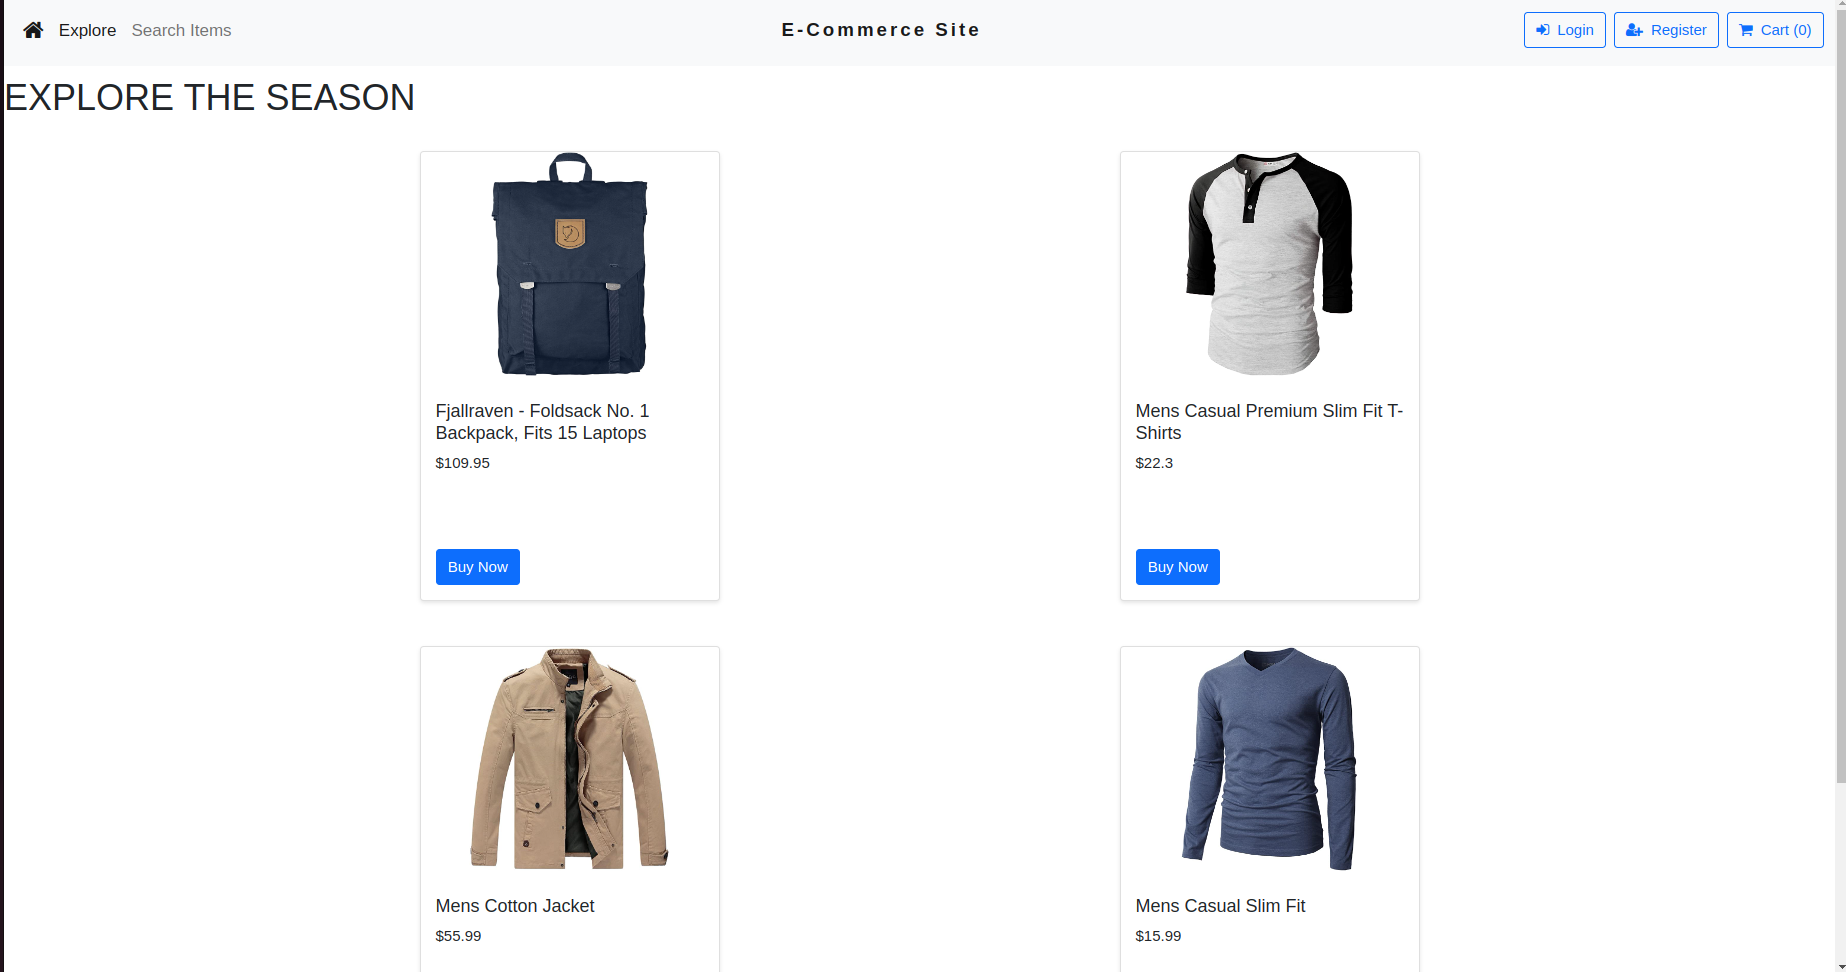 Explore Search Items E-Commerce Site Login Register Cart (0)
EXPLORE THE SEASON
Fjallraven - Foldsack No. 1
Backpack, Fits 15 Laptops
$109.95
Buy Now
Mens Casual Premium Slim Fit T-
Shirts
$22.3
Buy Now
Mens Cotton Jacket
$55.99
Mens Casual Slim Fit
$15.99